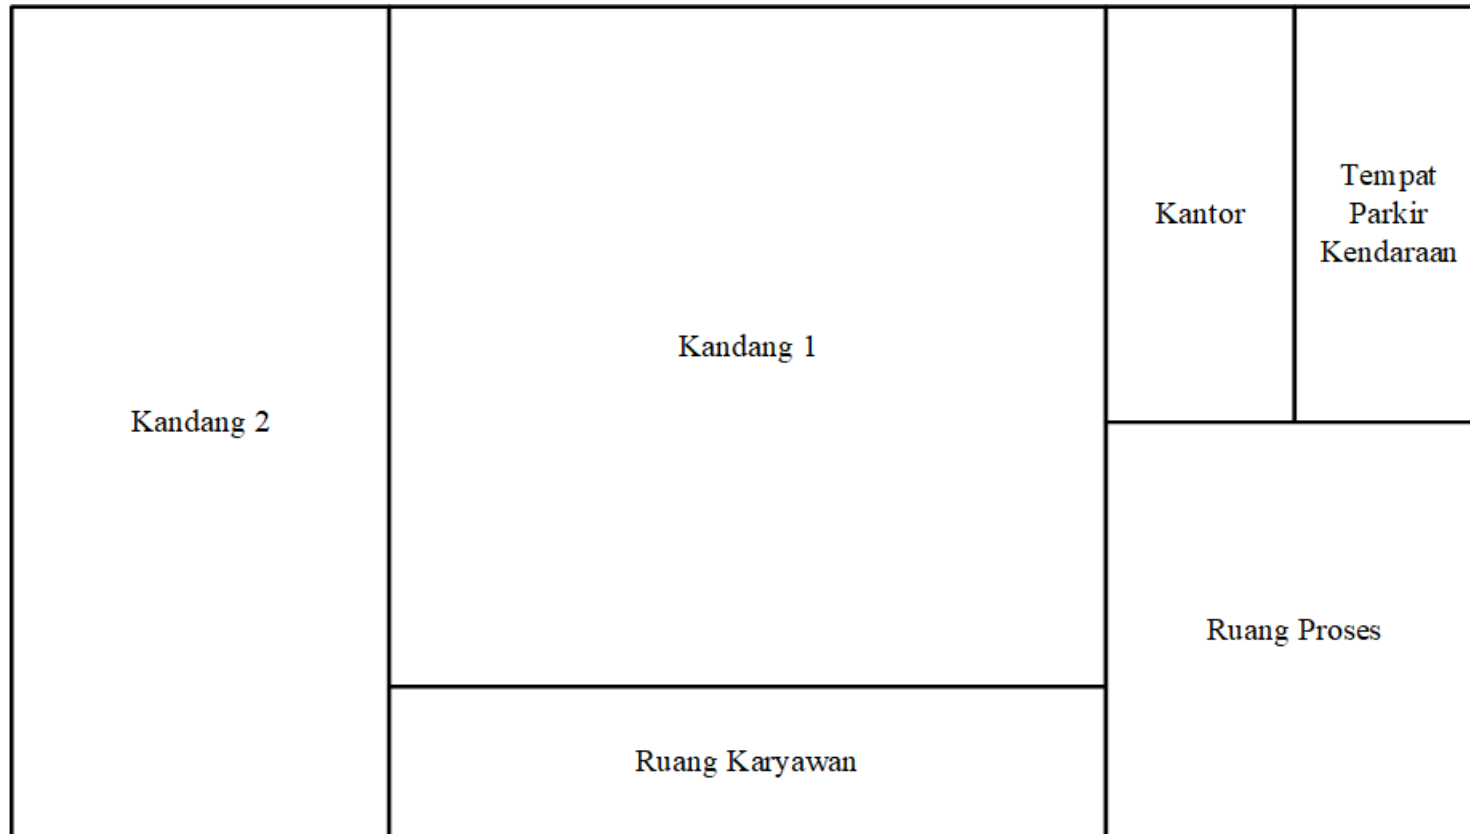 Kandang 2
Kandang 1
Kantor
Tempat
Parkir
Kendaraan
Ruang Proses
Ruang Karyawan